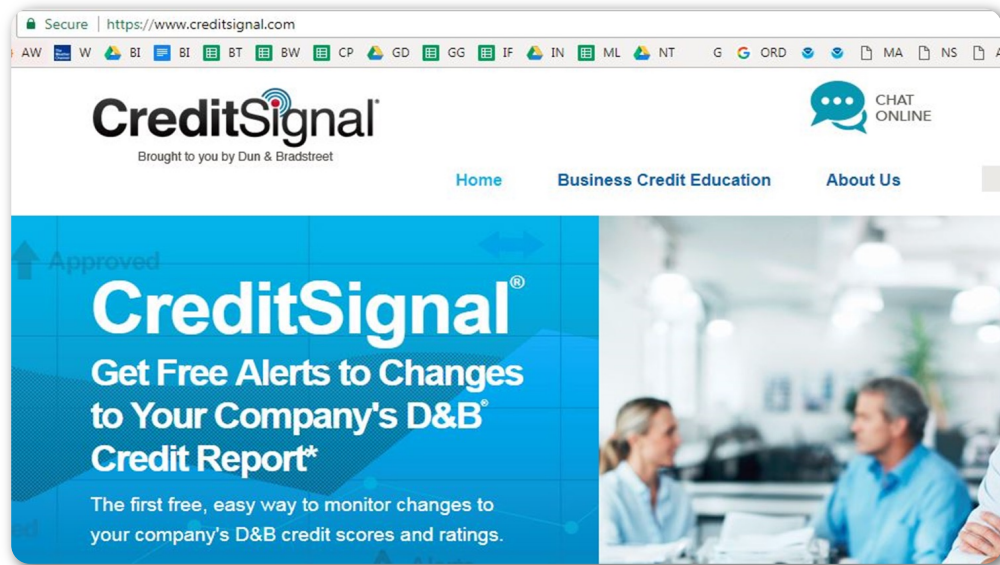 Secure | https://www.creditsignal.com
AW W BI BI BT BW CP GD GG IF IN ML NT G G ORD MA NS
CreditSignal®
Brought to you by Dun & Bradstreet
CHAT
ONLINE
Home Business Credit Education About Us
Approved
CreditSignal®
Get Free Alerts to Changes
to Your Company's D&B®
Credit Report*
The first free, easy way to monitor changes to
your company's D&B credit scores and ratings.
Alerts